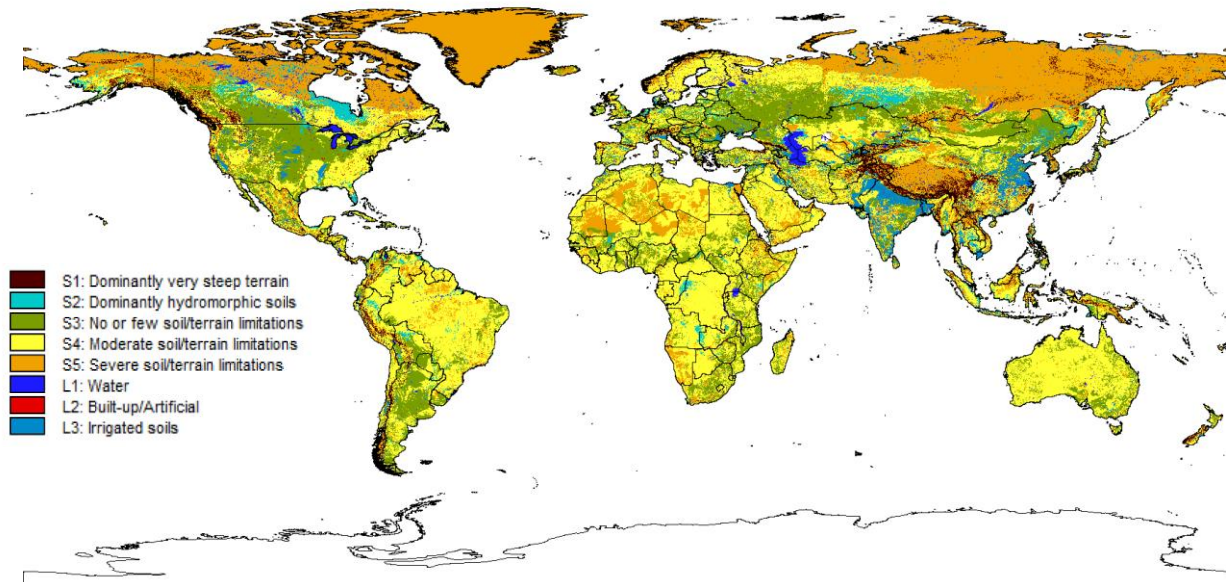 S1: Dominantly very steep terrain
S2: Dominantly hydromorphic soils
S3: No or few soil/terrain limitations
S4: Moderate soil/terrain limitations
S5: Severe soil/terrain limitations
L1: Water
L2: Built-up/Artificial
L3: Irrigated soils